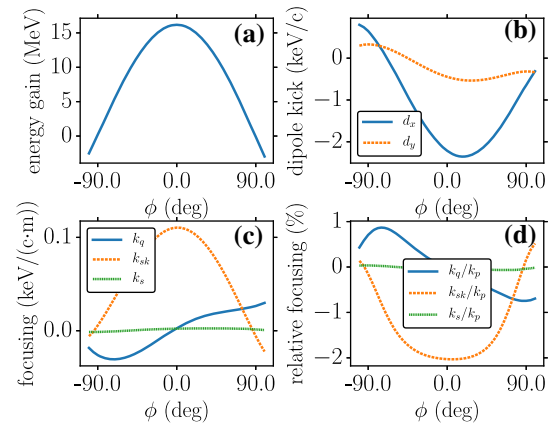 (a)
energy gain (MeV)
15
10
5
0
-90.0
0.0
90.0
ϕ (deg)
(b)
dipole kick (keV/c)
0
−1
−2
d_x
d_y
-90.0
0.0
90.0
ϕ (deg)
(c)
focusing (keV/(c·m))
0.1
0.0
k_q
k_sk
k_s
-90.0
0.0
90.0
ϕ (deg)
(d)
relative focusing (%)
1
0
−1
−2
k_q/k_p
k_sk/k_p
k_s/k_p
-90.0
0.0
90.0
ϕ (deg)